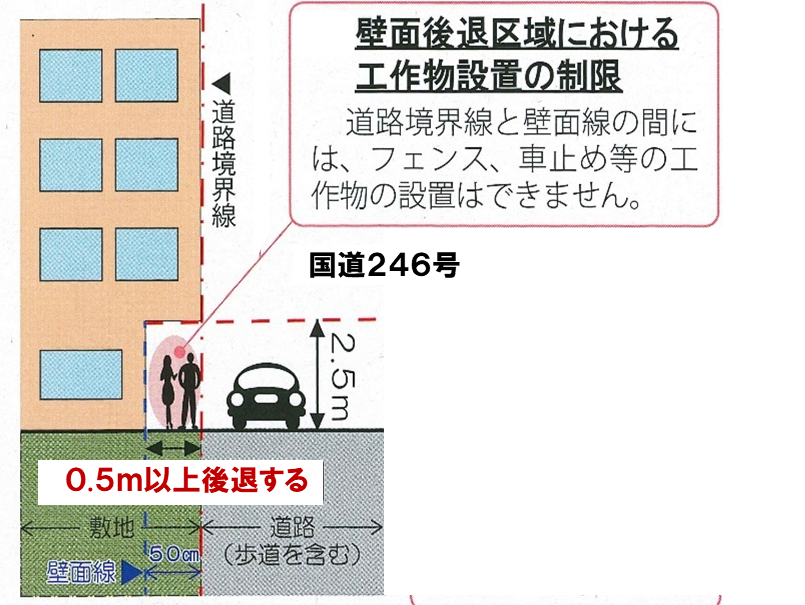 壁面後退区域における
工作物設置の制限
道路境界線と壁面線の間に
は、フェンス、車止め等の工
作物の設置はできません。
◀道路境界線
国道246号
2.5m
0.5m以上後退する
敷地
道路
(歩道を含む)
50㎝
壁面線▶